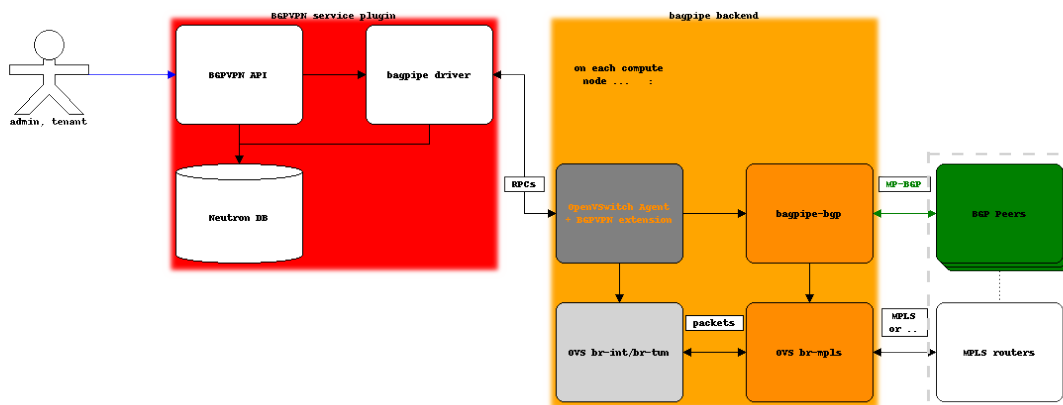 BGPVPN service plugin
bagpipe backend
BGPVPN API
bagpipe driver
on each compute
node ... :
admin, tenant
RPCs
MP-BGP
Neutron DB
OpenVSwitch Agent
+ BGPVPN extension
bagpipe-bgp
BGP Peers
packets
MPLS
or ..
OVS br-int/br-tun
OVS br-mpls
MPLS routers